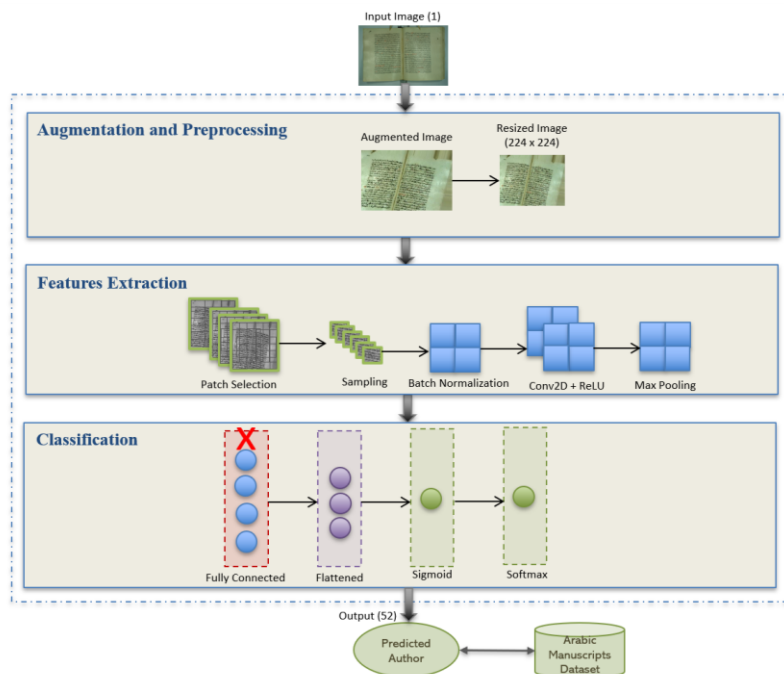 Input Image (1)
Augmentation and Preprocessing
Augmented Image
Resized Image
(224 x 224)
Features Extraction
Patch Selection
Sampling
Batch Normalization
Conv2D + ReLU
Max Pooling
Classification
X
Fully Connected
Flattened
Sigmoid
Softmax
Output (52)
Predicted
Author
Arabic
Manuscripts
Dataset